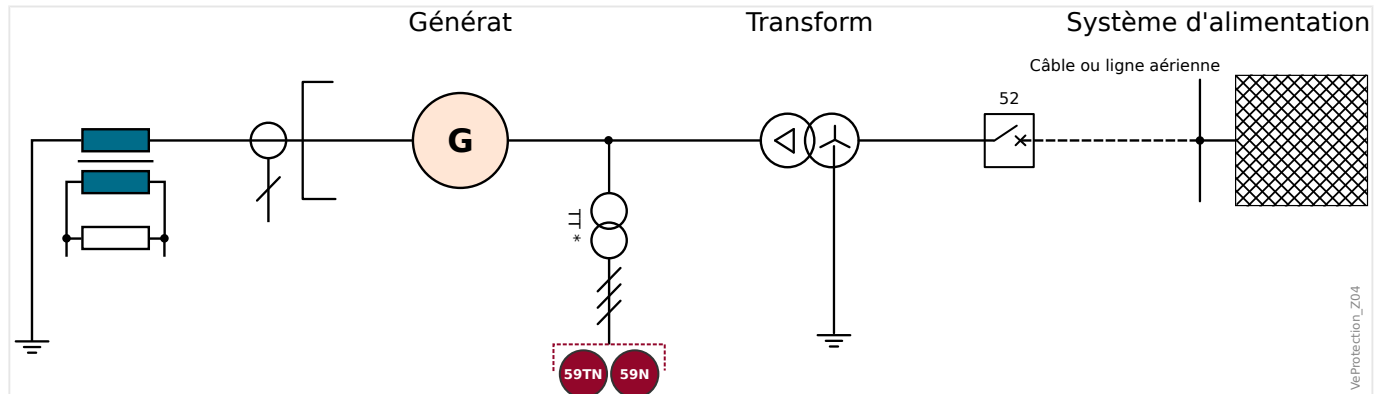 Générat
Transform
Système d'alimentation
Câble ou ligne aérienne
52
G
TT *
59TN
59N
VeProtection_Z04